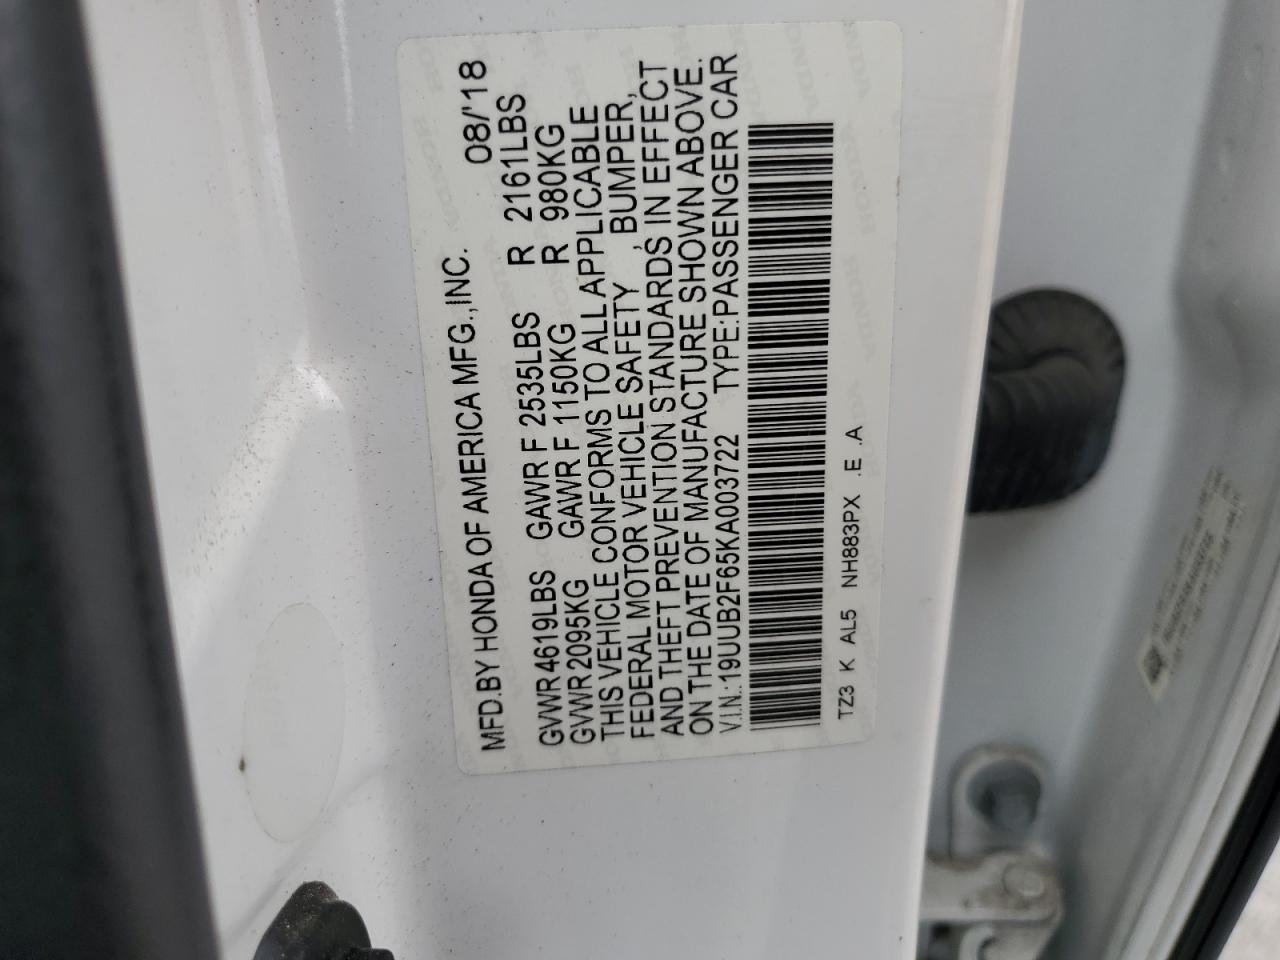 MFD.BY HONDA OF AMERICA MFG.,INC. 08/'18
GVWR 4619LBS GAWR F 2535LBS R 2161LBS
GVWR 2095KG GAWR F 1150KG R 980KG
THIS VEHICLE CONFORMS TO ALL APPLICABLE
FEDERAL MOTOR VEHICLE SAFETY , BUMPER,
AND THEFT PREVENTION STANDARDS IN EFFECT
ON THE DATE OF MANUFACTURE SHOWN ABOVE.
V.I.N.:19UUB2F65KA003722 TYPE:PASSENGER CAR
TZ3 K AL5 NH883PX .E .A